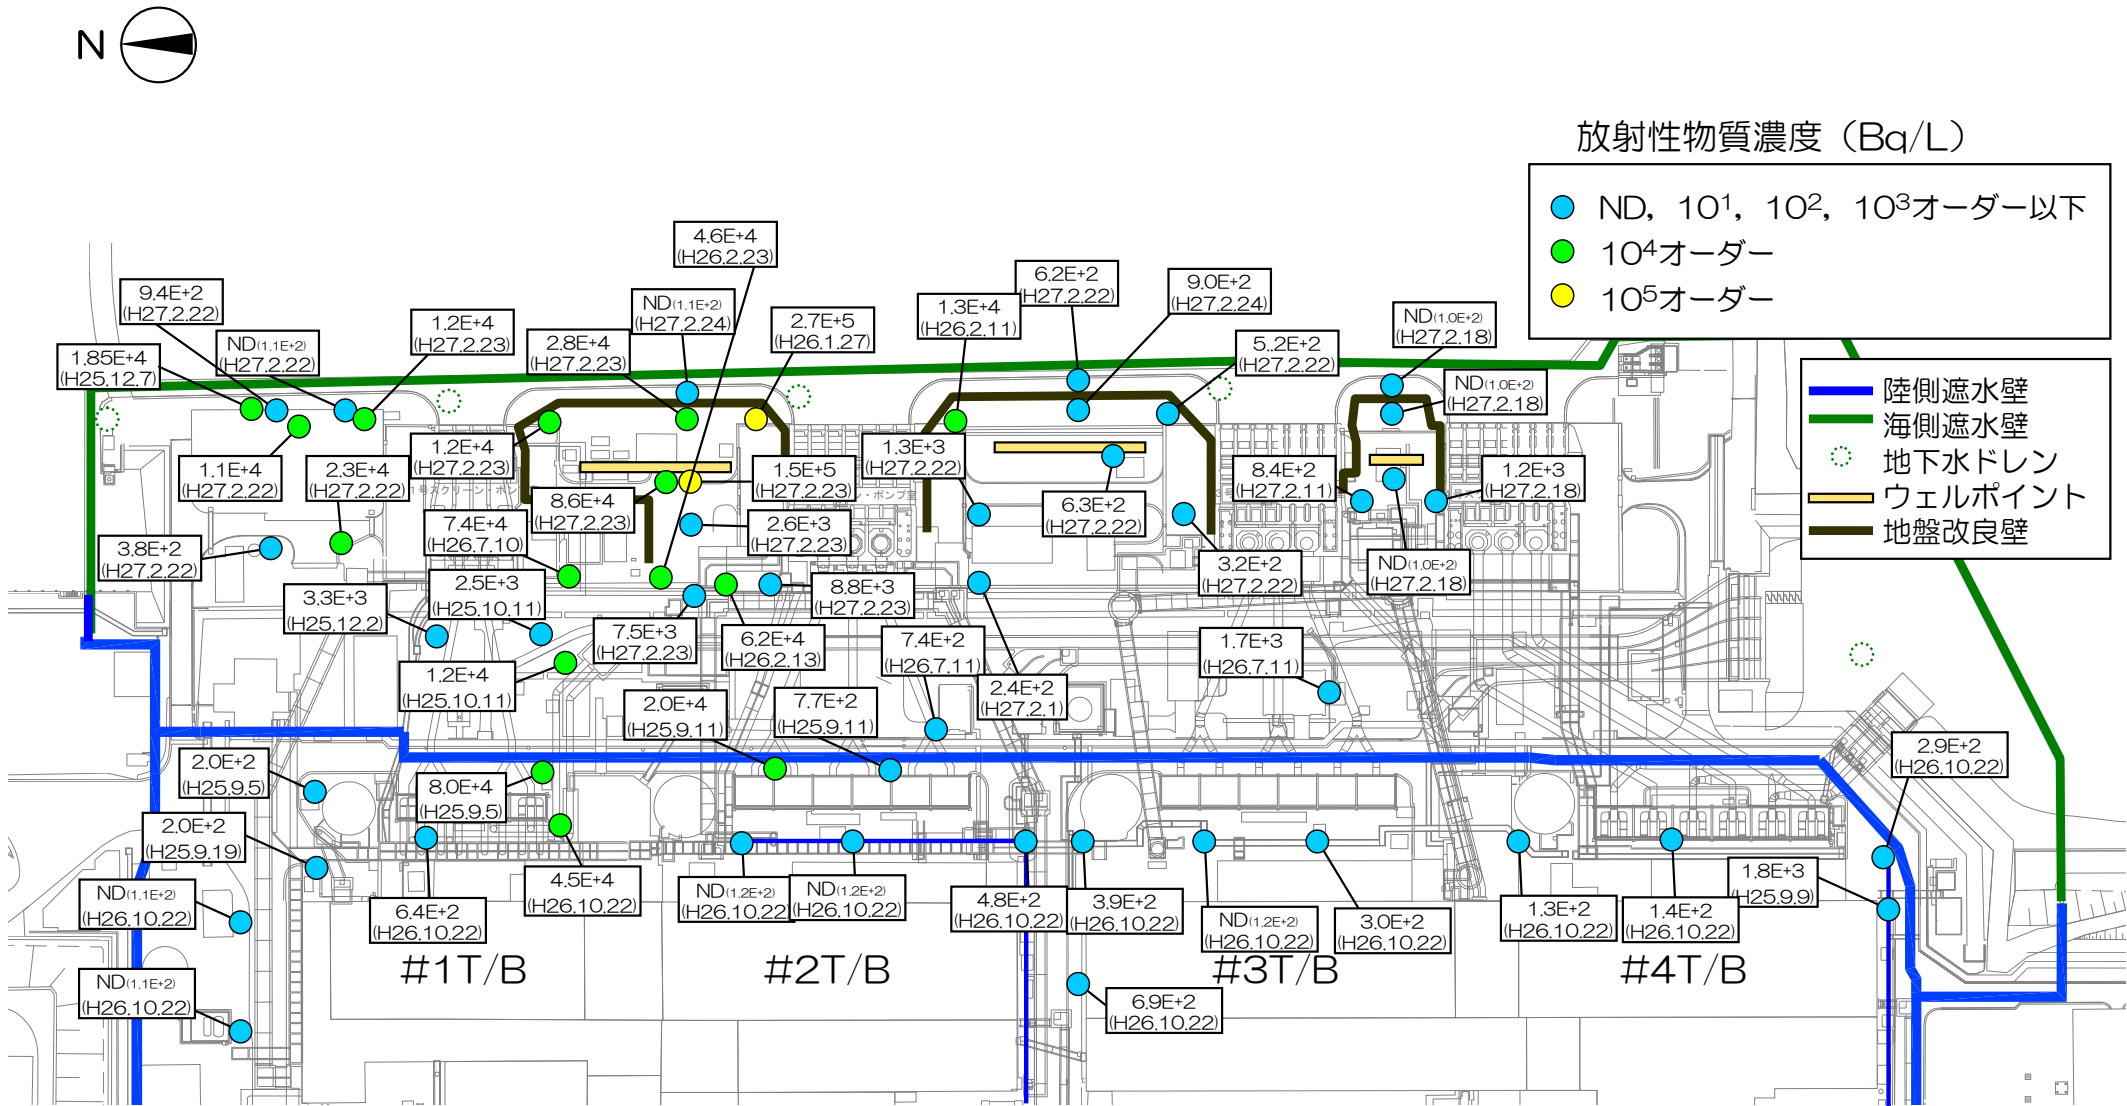 N
放射性物質濃度（Bq/L）
ND，10¹，10²，10³オーダー以下
10⁴オーダー
10⁵オーダー
陸側遮水壁
海側遮水壁
地下水ドレン
ウェルポイント
地盤改良壁
4.6E+4
(H26.2.23)
9.4E+2
(H27.2.22)
ND(1.1E+2)
(H27.2.22)
1.2E+4
(H27.2.23)
1.85E+4
(H25.12.7)
2.8E+4
(H27.2.23)
ND(1.1E+2)
(H27.2.24)
2.7E+5
(H26.1.27)
1.3E+4
(H26.2.11)
6.2E+2
(H27.2.22)
9.0E+2
(H27.2.24)
5..2E+2
(H27.2.22)
ND(1.0E+2)
(H27.2.18)
ND(1.0E+2)
(H27.2.18)
1.1E+4
(H27.2.22)
2.3E+4
(H27.2.22)
1.2E+4
(H27.2.23)
1号スクリーン・ポン
8.6E+4
(H27.2.23)
1.5E+5
(H27.2.23)
ン・ポンプ室
1.3E+3
(H27.2.22)
6.3E+2
(H27.2.22)
8.4E+2
(H27.2.11)
1.2E+3
(H27.2.18)
3.8E+2
(H27.2.22)
7.4E+4
(H26.7.10)
2.6E+3
(H27.2.23)
3.2E+2
(H27.2.22)
ND(1.0E+2)
(H27.2.18)
3.3E+3
(H25.12.2)
2.5E+3
(H25.10.11)
8.8E+3
(H27.2.23)
1.2E+4
(H25.10.11)
7.5E+3
(H27.2.23)
6.2E+4
(H26.2.13)
7.4E+2
(H26.7.11)
2.4E+2
(H27.2.1)
1.7E+3
(H26.7.11)
2.0E+4
(H25.9.11)
7.7E+2
(H25.9.11)
2.0E+2
(H25.9.5)
8.0E+4
(H25.9.5)
2.9E+2
(H26.10.22)
2.0E+2
(H25.9.19)
ND(1.1E+2)
(H26.10.22)
6.4E+2
(H26.10.22)
4.5E+4
(H26.10.22)
ND(1.2E+2)
(H26.10.22)
ND(1.2E+2)
(H26.10.22)
4.8E+2
(H26.10.22)
3.9E+2
(H26.10.22)
ND(1.2E+2)
(H26.10.22)
3.0E+2
(H26.10.22)
1.3E+2
(H26.10.22)
1.4E+2
(H26.10.22)
1.8E+3
(H25.9.9)
#1T/B
#2T/B
#3T/B
#4T/B
ND(1.1E+2)
(H26.10.22)
6.9E+2
(H26.10.22)